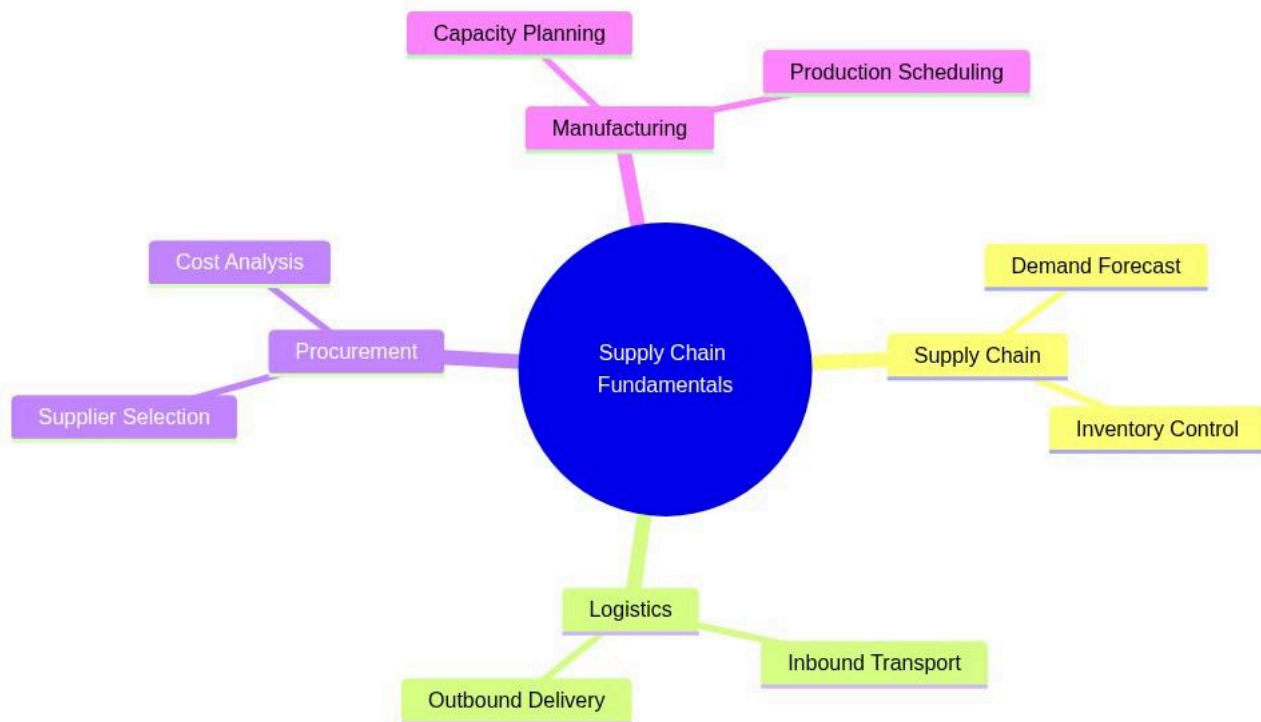 Capacity Planning
Production Scheduling
Manufacturing
Cost Analysis
Procurement
Supplier Selection
Supply Chain
Fundamentals
Demand Forecast
Supply Chain
Inventory Control
Logistics
Inbound Transport
Outbound Delivery